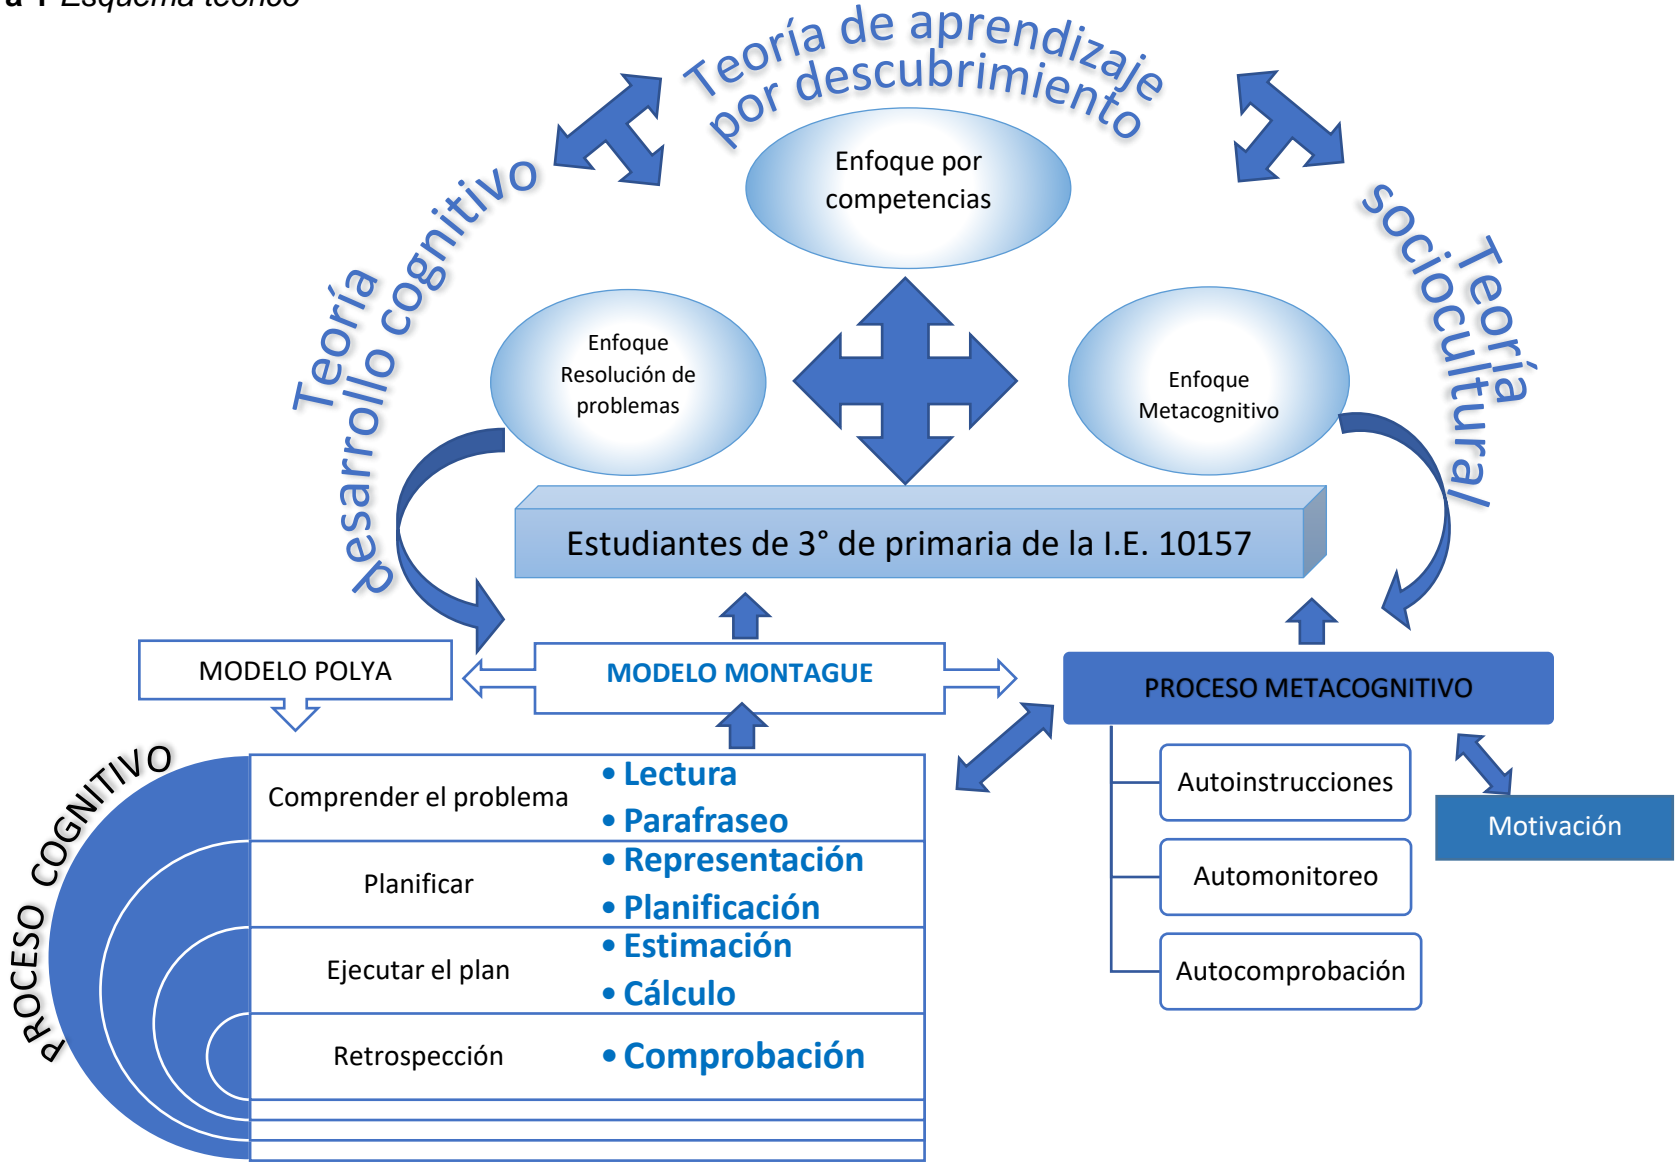 a 1 Esquema teórico
Teoría de aprendizaje
por descubrimiento
Teoría
desarrollo cognitivo
Teoría
sociocultural
Enfoque por
competencias
Enfoque
Resolución de
problemas
Enfoque
Metacognitivo
Estudiantes de 3° de primaria de la I.E. 10157
MODELO POLYA
MODELO MONTAGUE
PROCESO METACOGNITIVO
PROCESO COGNITIVO
Comprender el problema
• Lectura
• Parafraseo
Planificar
• Representación
• Planificación
Ejecutar el plan
• Estimación
• Cálculo
Retrospección
• Comprobación
Autoinstrucciones
Automonitoreo
Autocomprobación
Motivación